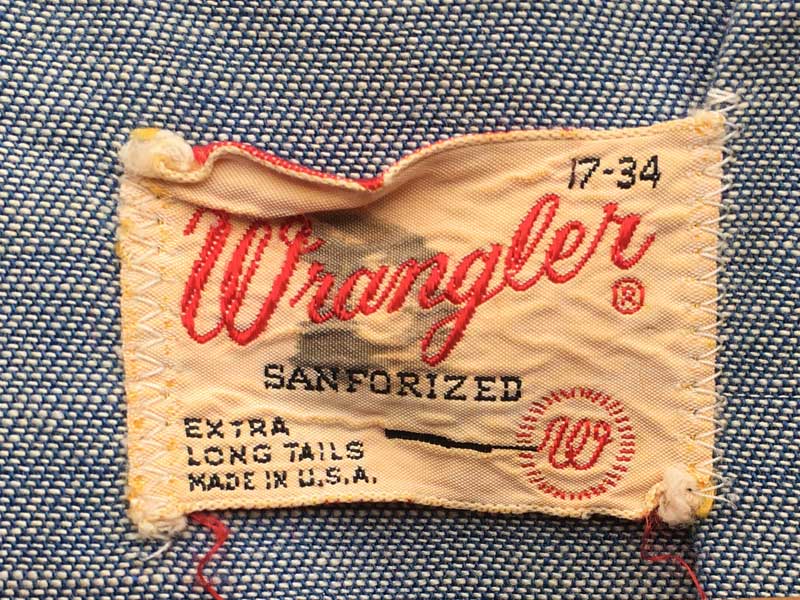 17-34
Wrangler ®
SANFORIZED
EXTRA
LONG TAILS
MADE IN U.S.A.
W